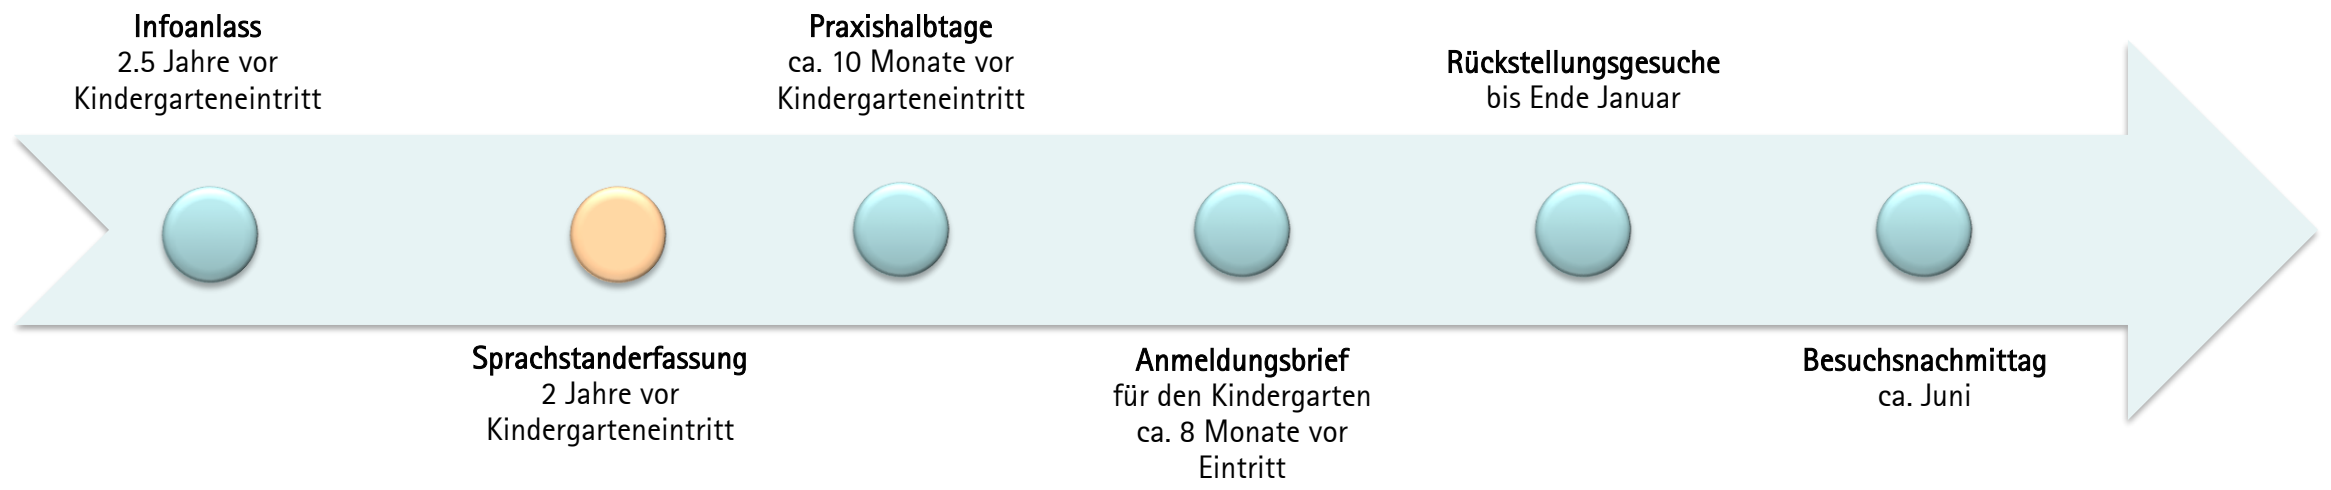 Infoanlass
2.5 Jahre vor
Kindergarteneintritt
Sprachstanderfassung
2 Jahre vor
Kindergarteneintritt
Praxishalbtage
ca. 10 Monate vor
Kindergarteneintritt
Anmeldungsbrief
für den Kindergarten
ca. 8 Monate vor
Eintritt
Rückstellungsgesuche
bis Ende Januar
Besuchsnachmittag
ca. Juni